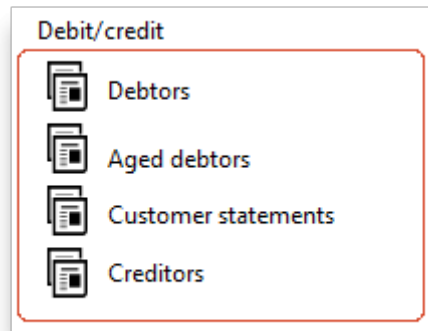 Debit/credit
Debtors
Aged debtors
Customer statements
Creditors